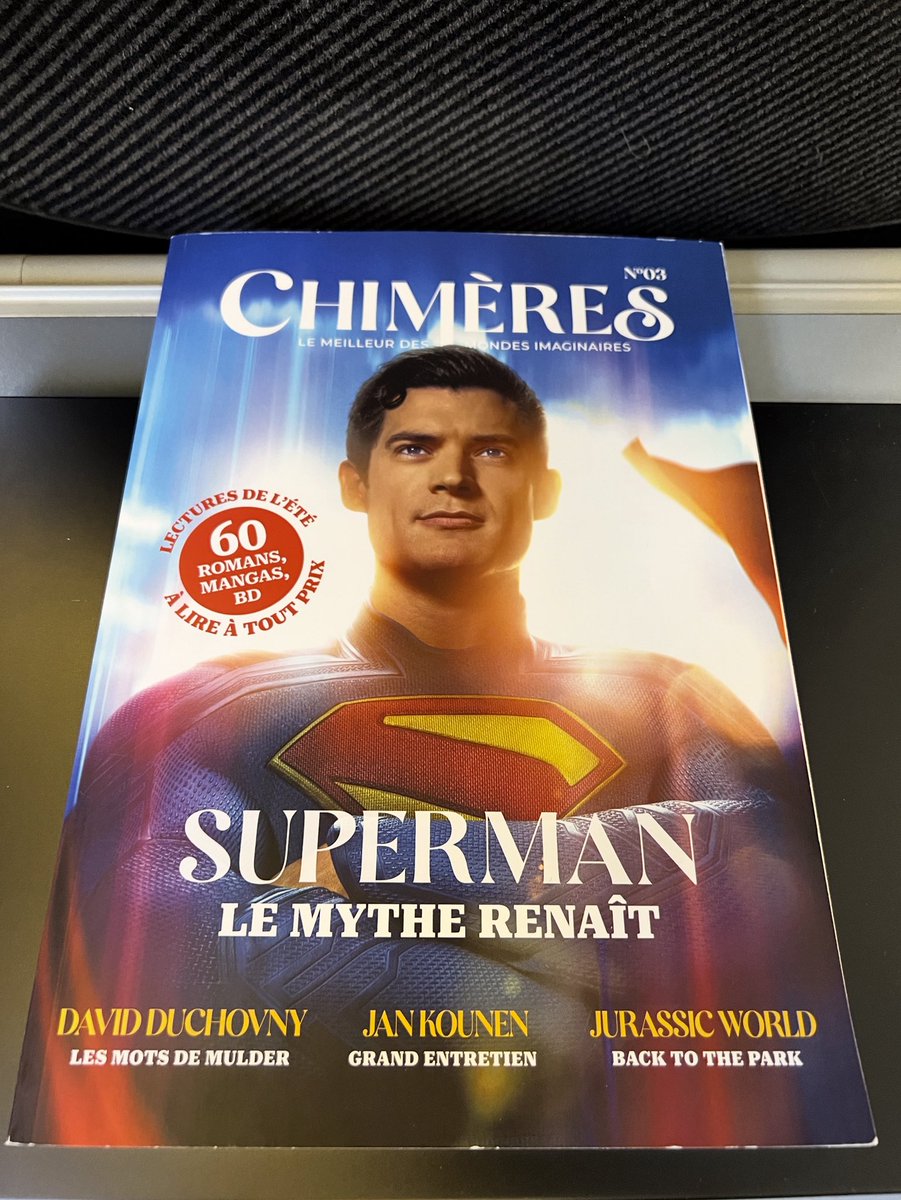 N°03
CHIMÈRES
LE MEILLEUR DES MONDES IMAGINAIRES
LECTURES DE L'ÉTÉ
60
ROMANS,
MANGAS,
BD
À LIRE À TOUT PRIX
SUPERMAN
LE MYTHE RENAÎT
DAVID DUCHOVNY
LES MOTS DE MULDER
JAN KOUNEN
GRAND ENTRETIEN
JURASSIC WORLD
BACK TO THE PARK